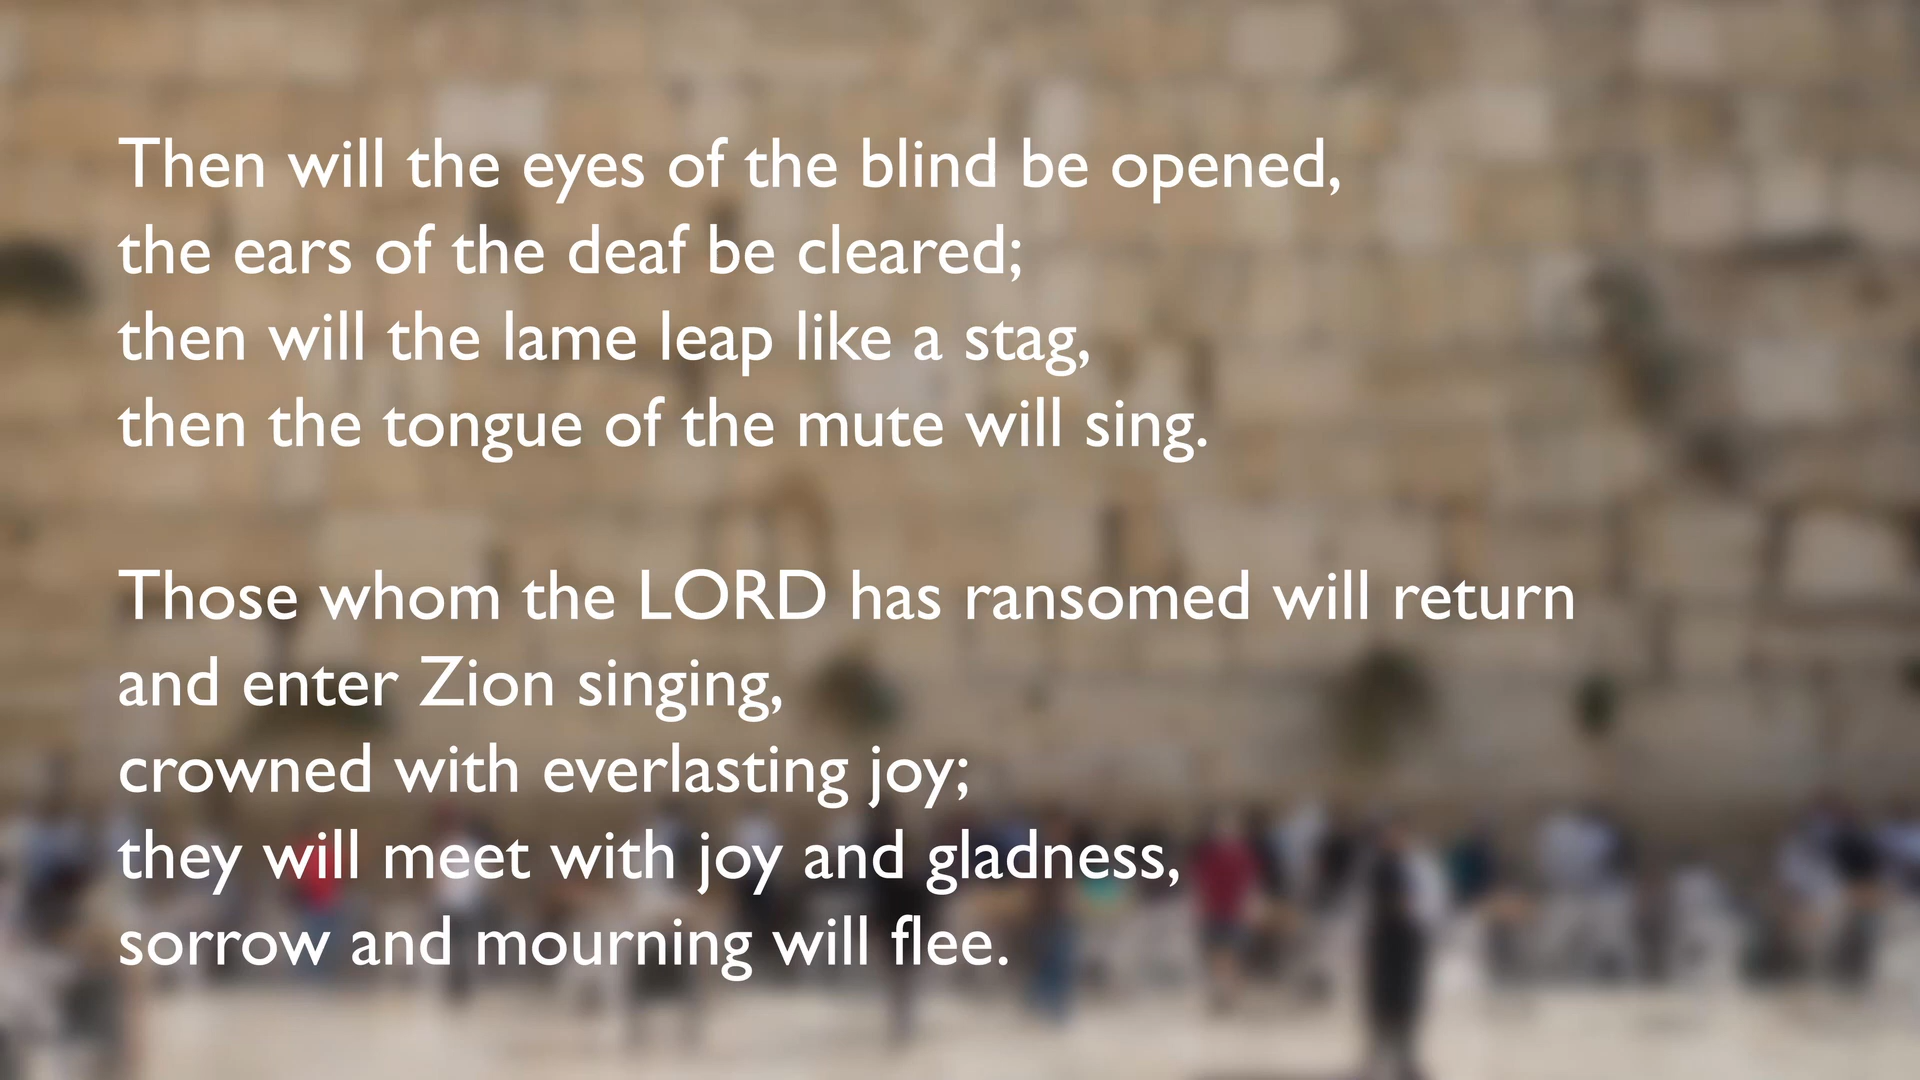 Then will the eyes of the blind be opened,
the ears of the deaf be cleared;
then will the lame leap like a stag,
then the tongue of the mute will sing.
Those whom the LORD has ransomed will return
and enter Zion singing,
crowned with everlasting joy;
they will meet with joy and gladness,
sorrow and mourning will flee.